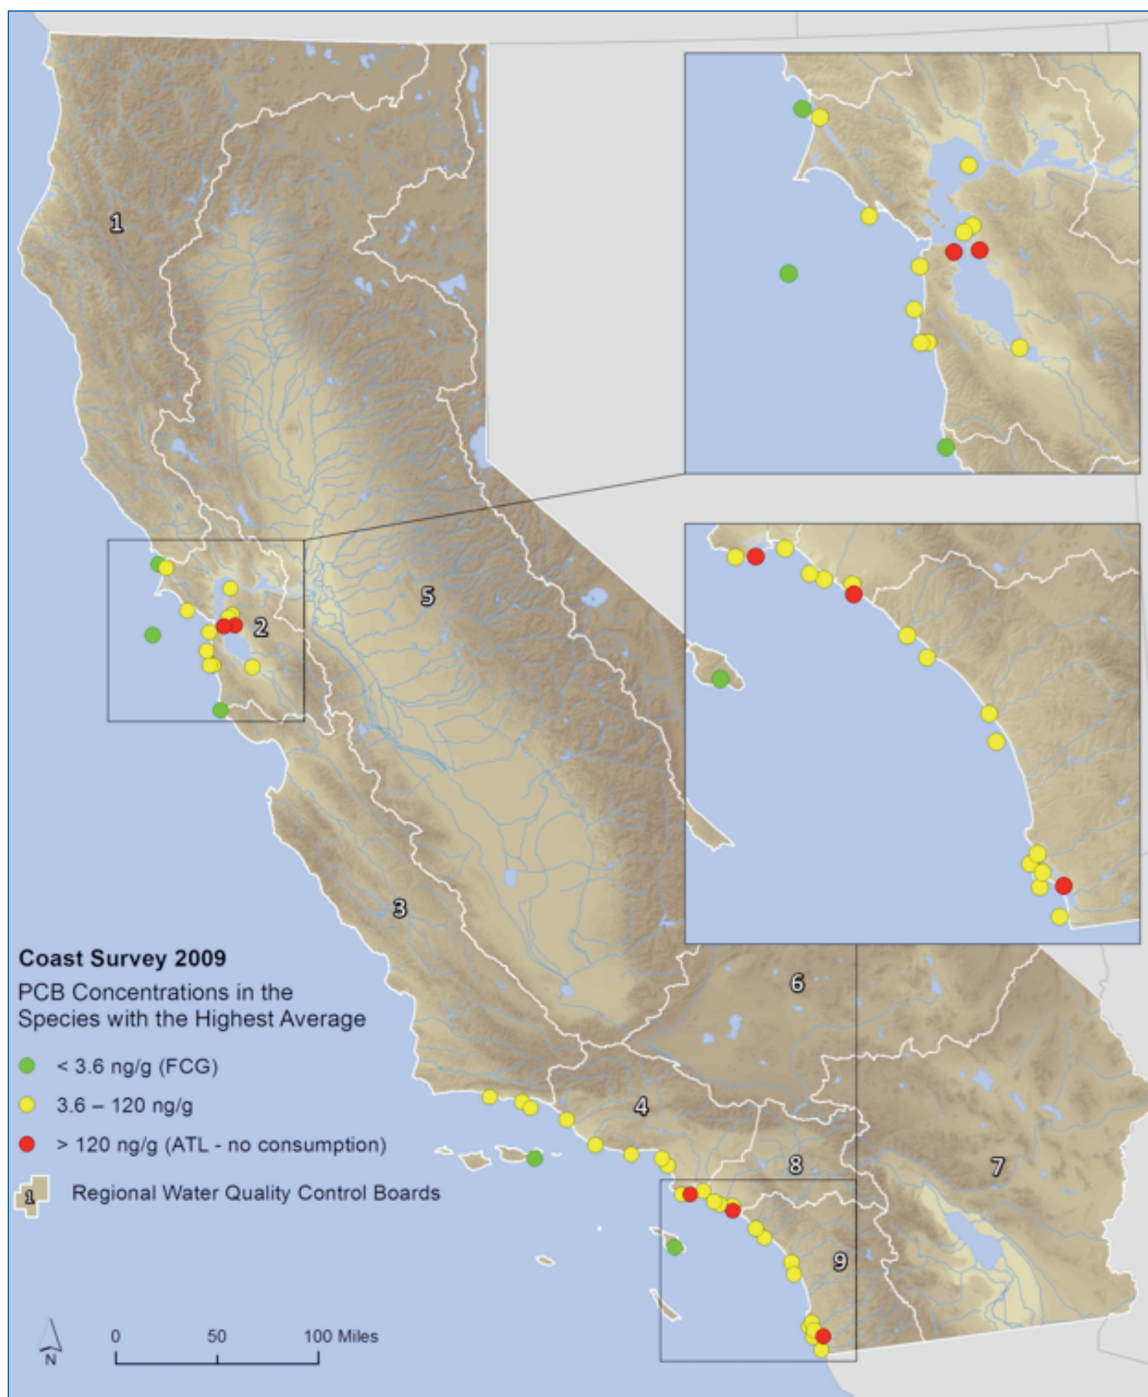 1
2
5
3
6
4
8
7
9
Coast Survey 2009
PCB Concentrations in the
Species with the Highest Average
< 3.6 ng/g (FCG)
3.6 – 120 ng/g
> 120 ng/g (ATL - no consumption)
1
Regional Water Quality Control Boards
N
0 50 100 Miles